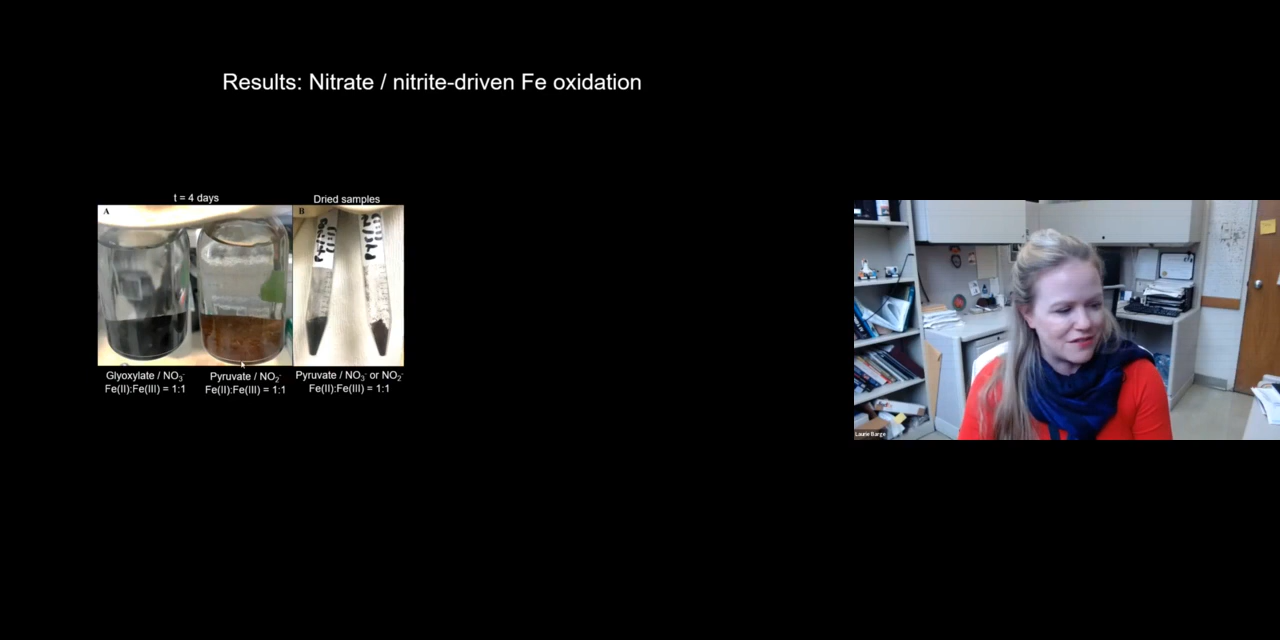 Results: Nitrate / nitrite-driven Fe oxidation
t = 4 days
Dried samples
A
B
Glyoxylate / NO₃⁻
Fe(II):Fe(III) = 1:1
Pyruvate / NO₂⁻
Fe(II):Fe(III) = 1:1
Pyruvate / NO₃⁻ or NO₂⁻
Fe(II):Fe(III) = 1:1
Laurie Barge